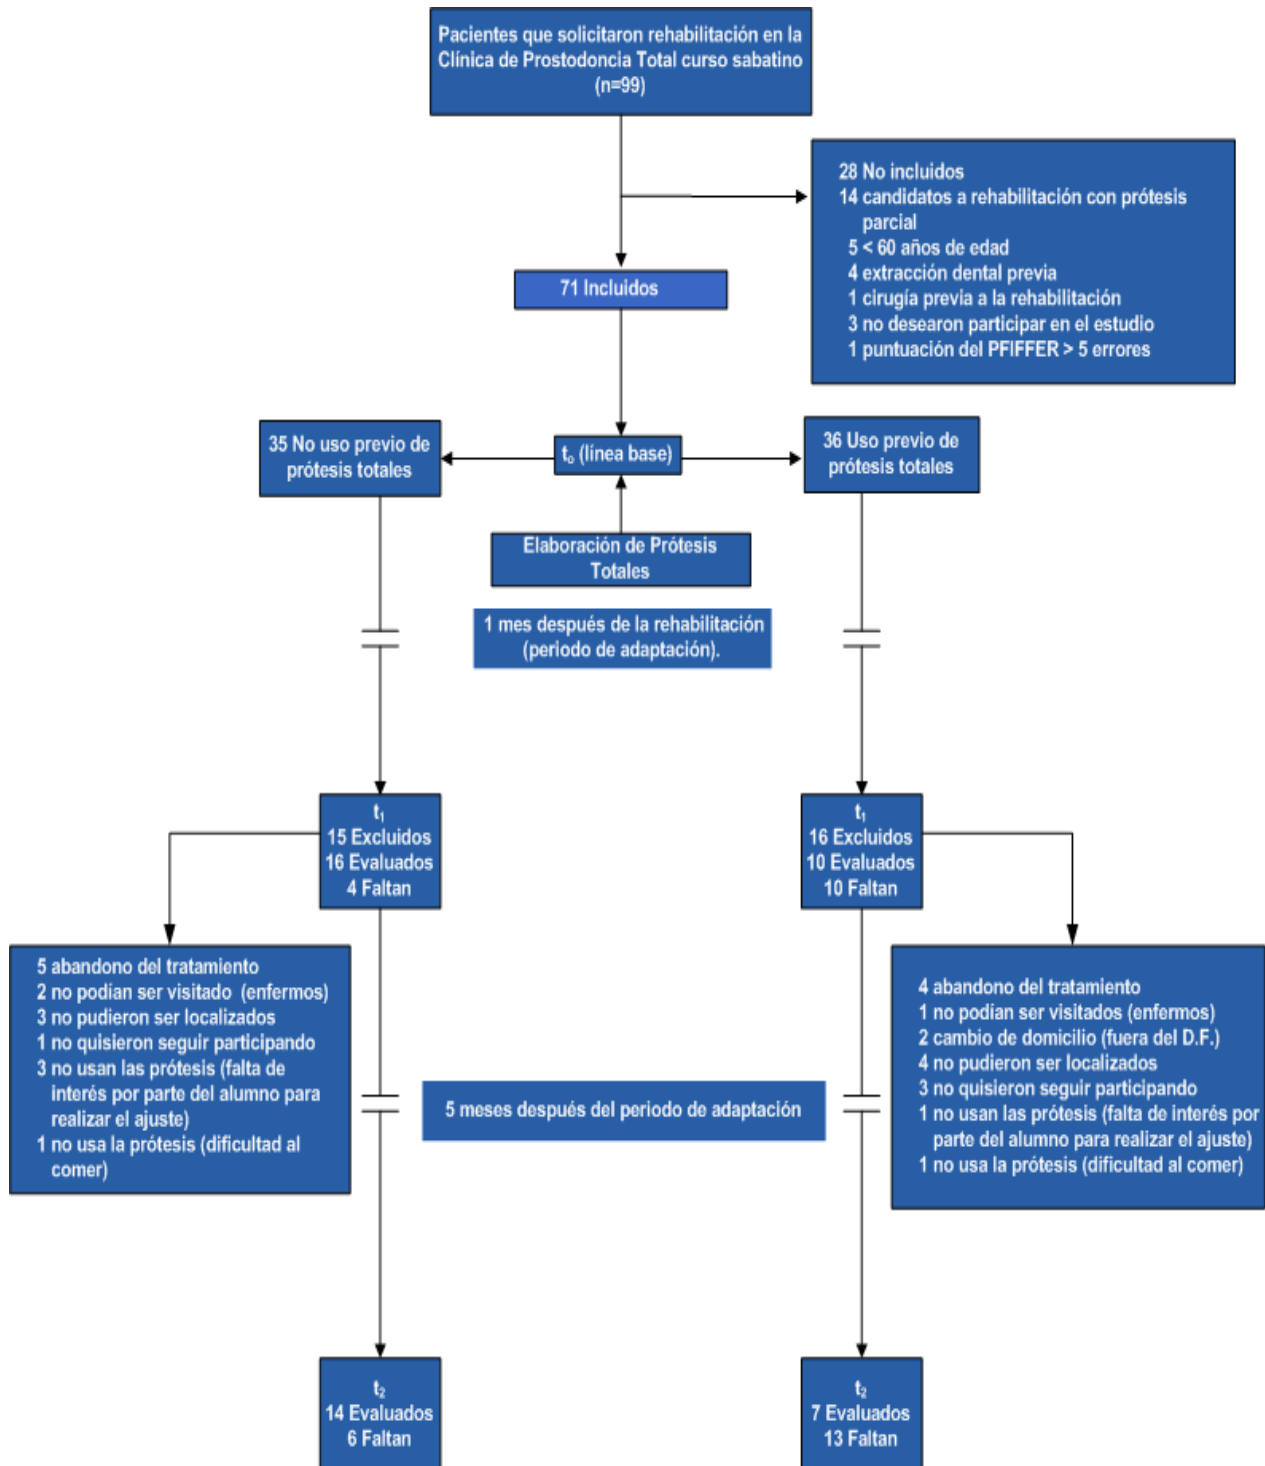 Pacientes que solicitaron rehabilitación en la
Clínica de Prostodoncia Total curso sabatino
(n=99)
28 No incluidos
14 candidatos a rehabilitación con prótesis
parcial
5 < 60 años de edad
4 extracción dental previa
1 cirugía previa a la rehabilitación
3 no desearon participar en el estudio
1 puntuación del PFIFFER > 5 errores
71 Incluidos
35 No uso previo de
prótesis totales
t₀ (línea base)
36 Uso previo de
prótesis totales
Elaboración de Prótesis
Totales
1 mes después de la rehabilitación
(periodo de adaptación).
t₁
15 Excluidos
16 Evaluados
4 Faltan
t₁
16 Excluidos
10 Evaluados
10 Faltan
5 abandono del tratamiento
2 no podían ser visitado (enfermos)
3 no pudieron ser localizados
1 no quisieron seguir participando
3 no usan las prótesis (falta de
interés por parte del alumno para
realizar el ajuste)
1 no usa la prótesis (dificultad al
comer)
5 meses después del periodo de adaptación
4 abandono del tratamiento
1 no podían ser visitados (enfermos)
2 cambio de domicilio (fuera del D.F.)
4 no pudieron ser localizados
3 no quisieron seguir participando
1 no usan las prótesis (falta de interés por
parte del alumno para realizar el ajuste)
1 no usa la prótesis (dificultad al comer)
t₂
14 Evaluados
6 Faltan
t₂
7 Evaluados
13 Faltan